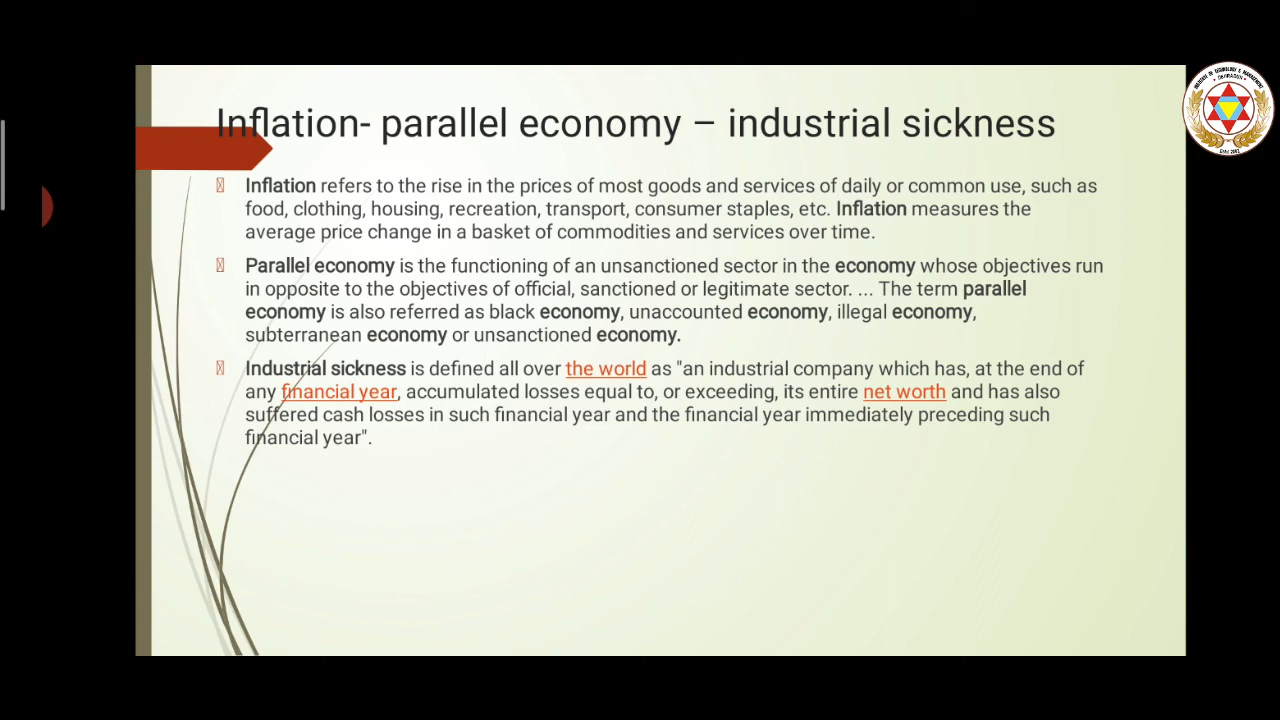 Inflation- parallel economy – industrial sickness
Inflation refers to the rise in the prices of most goods and services of daily or common use, such as
food, clothing, housing, recreation, transport, consumer staples, etc. Inflation measures the
average price change in a basket of commodities and services over time.
Parallel economy is the functioning of an unsanctioned sector in the economy whose objectives run
in opposite to the objectives of official, sanctioned or legitimate sector. ... The term parallel
economy is also referred as black economy, unaccounted economy, illegal economy,
subterranean economy or unsanctioned economy.
Industrial sickness is defined all over the world as "an industrial company which has, at the end of
any financial year, accumulated losses equal to, or exceeding, its entire net worth and has also
suffered cash losses in such financial year and the financial year immediately preceding such
financial year".